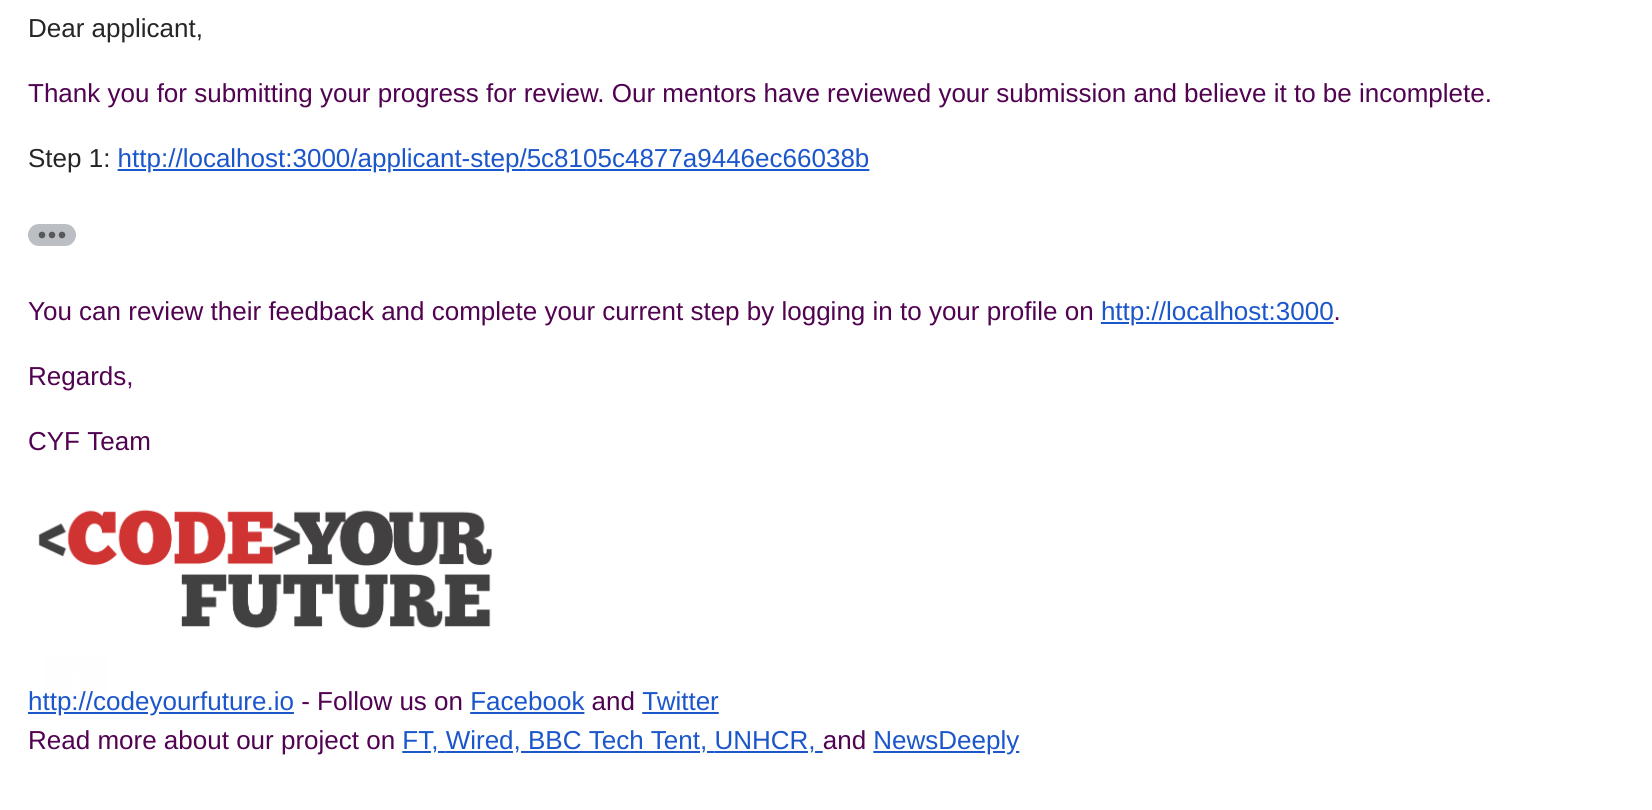 Dear applicant,
Thank you for submitting your progress for review. Our mentors have reviewed your submission and believe it to be incomplete.
Step 1: http://localhost:3000/applicant-step/5c8105c4877a9446ec66038b
You can review their feedback and complete your current step by logging in to your profile on http://localhost:3000.
Regards,
CYF Team
<CODE>YOUR
FUTURE
http://codeyourfuture.io - Follow us on Facebook and Twitter
Read more about our project on FT, Wired, BBC Tech Tent, UNHCR, and NewsDeeply